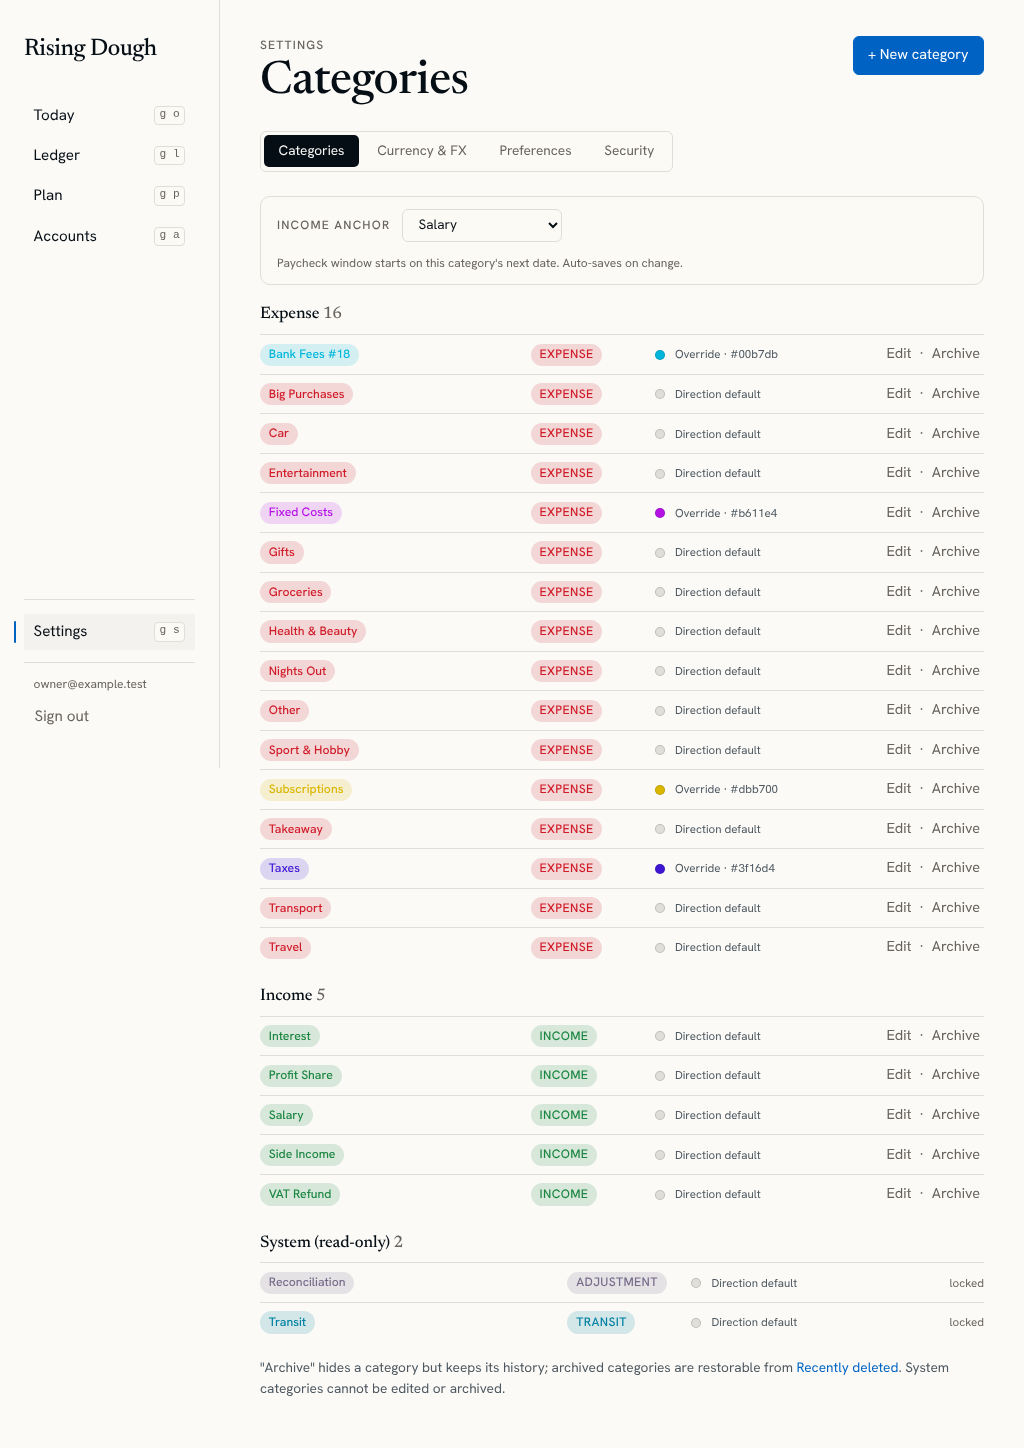 Rising Dough
Today g o
Ledger g l
Plan g p
Accounts g a
Settings g s
owner@example.test
Sign out
SETTINGS
Categories
+ New category
Categories Currency & FX Preferences Security
INCOME ANCHOR Salary
Paycheck window starts on this category's next date. Auto-saves on change.
Expense 16
Bank Fees #18 EXPENSE Override · #00b7db Edit · Archive
Big Purchases EXPENSE Direction default Edit · Archive
Car EXPENSE Direction default Edit · Archive
Entertainment EXPENSE Direction default Edit · Archive
Fixed Costs EXPENSE Override · #b611e4 Edit · Archive
Gifts EXPENSE Direction default Edit · Archive
Groceries EXPENSE Direction default Edit · Archive
Health & Beauty EXPENSE Direction default Edit · Archive
Nights Out EXPENSE Direction default Edit · Archive
Other EXPENSE Direction default Edit · Archive
Sport & Hobby EXPENSE Direction default Edit · Archive
Subscriptions EXPENSE Override · #dbb700 Edit · Archive
Takeaway EXPENSE Direction default Edit · Archive
Taxes EXPENSE Override · #3f16d4 Edit · Archive
Transport EXPENSE Direction default Edit · Archive
Travel EXPENSE Direction default Edit · Archive
Income 5
Interest INCOME Direction default Edit · Archive
Profit Share INCOME Direction default Edit · Archive
Salary INCOME Direction default Edit · Archive
Side Income INCOME Direction default Edit · Archive
VAT Refund INCOME Direction default Edit · Archive
System (read-only) 2
Reconciliation ADJUSTMENT Direction default locked
Transit TRANSIT Direction default locked
"Archive" hides a category but keeps its history; archived categories are restorable from Recently deleted. System
categories cannot be edited or archived.